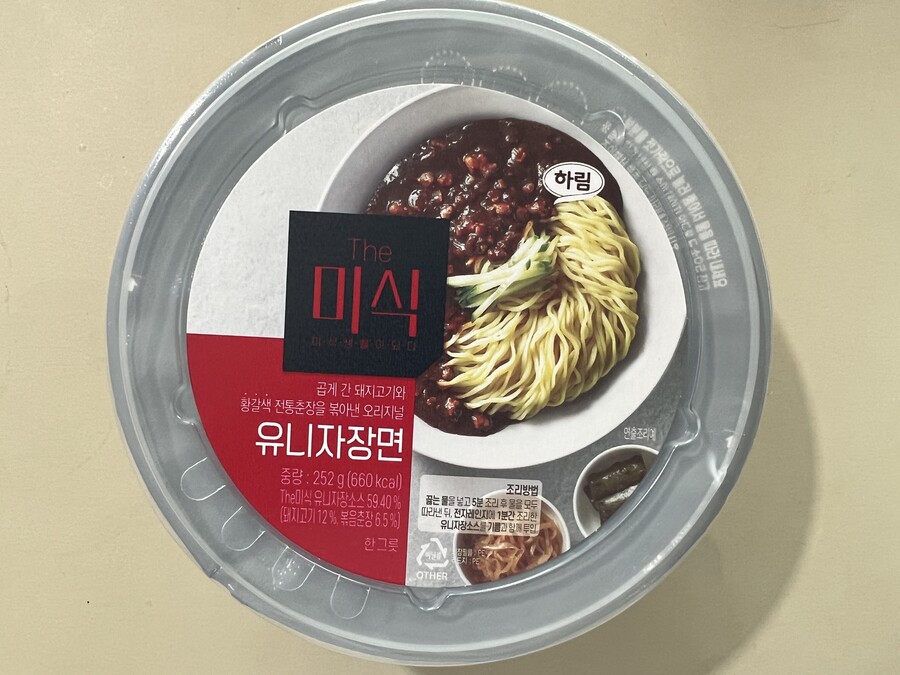 하림
The
미식
곱게 간 돼지고기와
황갈색 전통춘장을 볶아낸 오리지널
유니자장면
중량 : 252 g (660 kcal)
The미식 유니자장소스 59.40 %
(돼지고기 12 %, 볶음춘장 6.5 %)
한그릇
연출조리예
조리방법
끓는 물을 넣고 5분 조리 후 물을 모두
따라낸 뒤, 전자레인지에 1분간 조리한
유니자장소스를 기름과 함께 투입
비닐류
OTHER